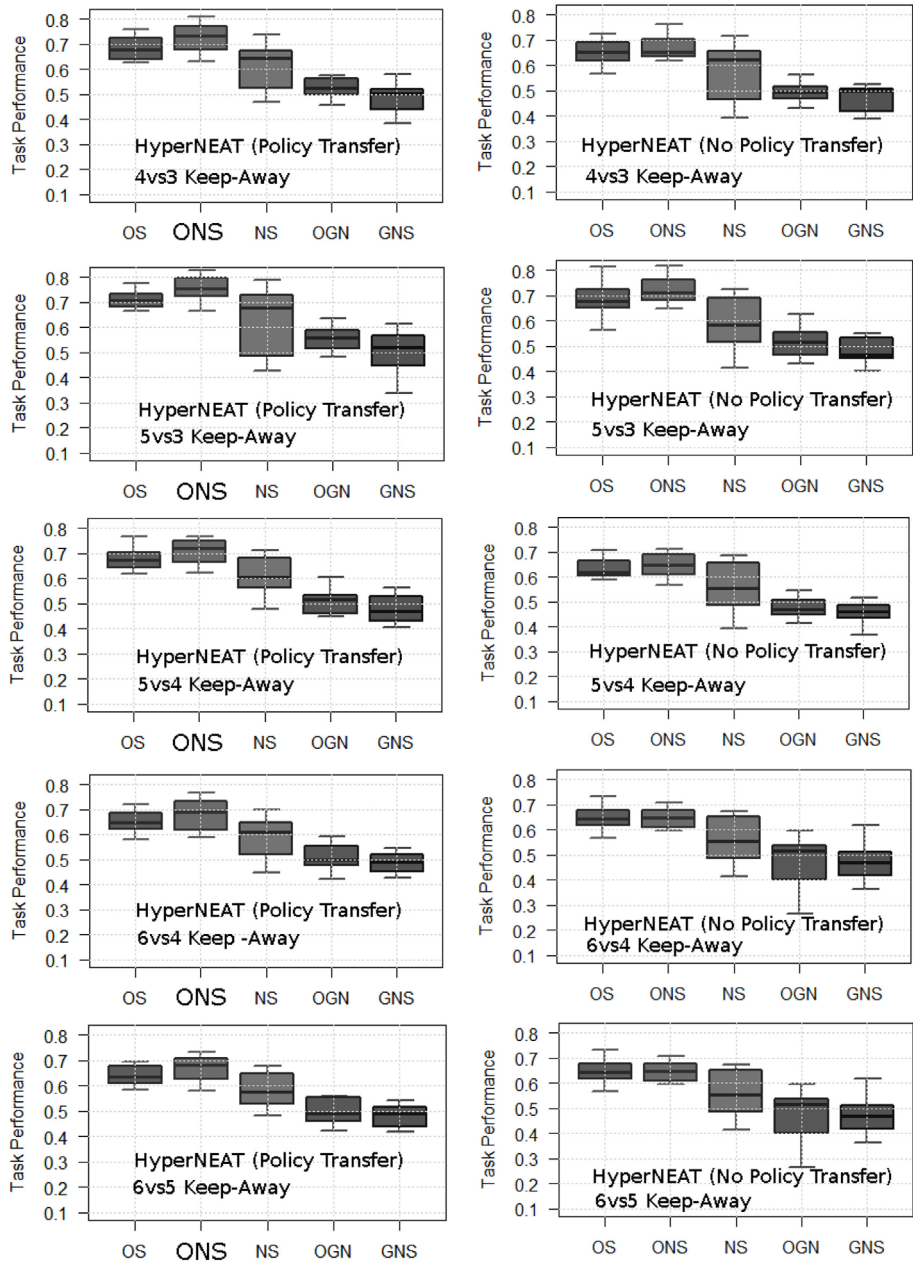 0.8
0.7
0.6
0.5
0.4
0.3
0.2
0.1
Task Performance
HyperNEAT (Policy Transfer)
4vs3 Keep-Away
OS ONS NS OGN GNS
0.8
0.7
0.6
0.5
0.4
0.3
0.2
0.1
Task Performance
HyperNEAT (No Policy Transfer)
4vs3 Keep-Away
OS ONS NS OGN GNS
0.8
0.7
0.6
0.5
0.4
0.3
0.2
0.1
Task Performance
HyperNEAT (Policy Transfer)
5vs3 Keep-Away
OS ONS NS OGN GNS
0.8
0.7
0.6
0.5
0.4
0.3
0.2
0.1
Task Performance
HyperNEAT (No Policy Transfer)
5vs3 Keep-Away
OS ONS NS OGN GNS
0.8
0.7
0.6
0.5
0.4
0.3
0.2
0.1
Task Performance
HyperNEAT (Policy Transfer)
5vs4 Keep-Away
OS ONS NS OGN GNS
0.8
0.7
0.6
0.5
0.4
0.3
0.2
0.1
Task Performance
HyperNEAT (No Policy Transfer)
5vs4 Keep-Away
OS ONS NS OGN GNS
0.8
0.7
0.6
0.5
0.4
0.3
0.2
0.1
Task Performance
HyperNEAT (Policy Transfer)
6vs4 Keep -Away
OS ONS NS OGN GNS
0.8
0.7
0.6
0.5
0.4
0.3
0.2
0.1
Task Performance
HyperNEAT (No Policy Transfer)
6vs4 Keep-Away
OS ONS NS OGN GNS
0.8
0.7
0.6
0.5
0.4
0.3
0.2
0.1
Task Performance
HyperNEAT (Policy Transfer)
6vs5 Keep-Away
OS ONS NS OGN GNS
0.8
0.7
0.6
0.5
0.4
0.3
0.2
0.1
Task Performance
HyperNEAT (No Policy Transfer)
6vs5 Keep-Away
OS ONS NS OGN GNS